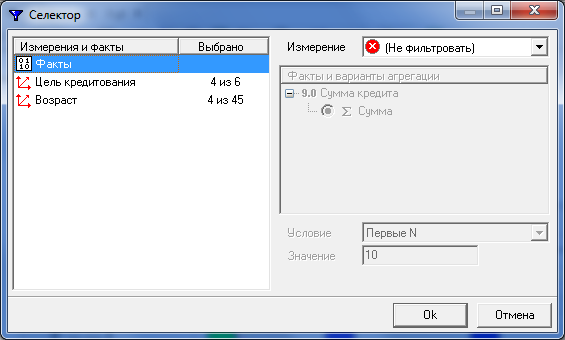 Селектор
Измерения и факты Выбрано
Факты
Цель кредитования 4 из 6
Возраст 4 из 45
Измерение (Не фильтровать)
Факты и варианты агрегации
9.0 Сумма кредита
Σ Сумма
Условие Первые N
Значение 10
Ok Отмена